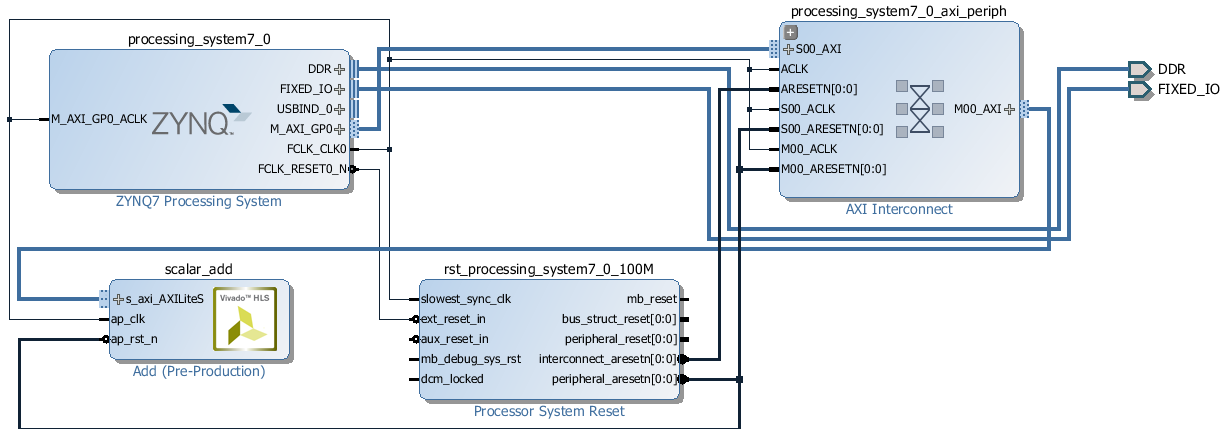 processing_system7_0
DDR
FIXED_IO
USBIND_0
M_AXI_GP0
FCLK_CLK0
FCLK_RESET0_N
M_AXI_GP0_ACLK
ZYNQ.
ZYNQ7 Processing System
processing_system7_0_axi_periph
S00_AXI
ACLK
ARESETN[0:0]
S00_ACLK
S00_ARESETN[0:0]
M00_ACLK
M00_ARESETN[0:0]
M00_AXI
AXI Interconnect
DDR
FIXED_IO
scalar_add
s_axi_AXILiteS
ap_clk
ap_rst_n
Vivado™ HLS
Add (Pre-Production)
rst_processing_system7_0_100M
slowest_sync_clk
ext_reset_in
aux_reset_in
mb_debug_sys_rst
dcm_locked
mb_reset
bus_struct_reset[0:0]
peripheral_reset[0:0]
interconnect_aresetn[0:0]
peripheral_aresetn[0:0]
Processor System Reset